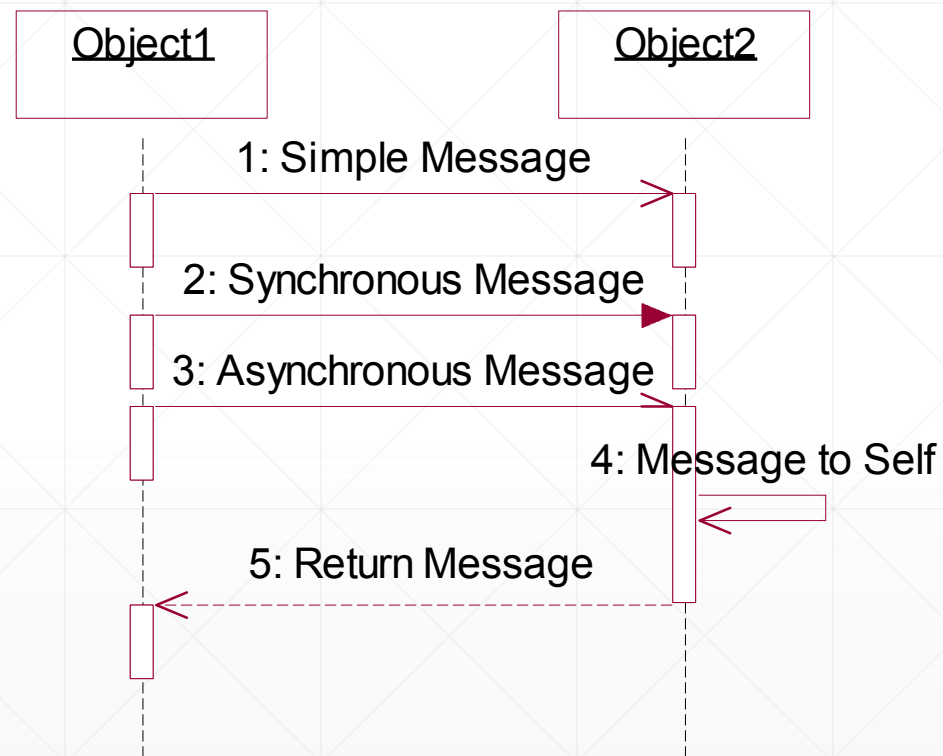 Object1
Object2
1: Simple Message
2: Synchronous Message
3: Asynchronous Message
4: Message to Self
5: Return Message